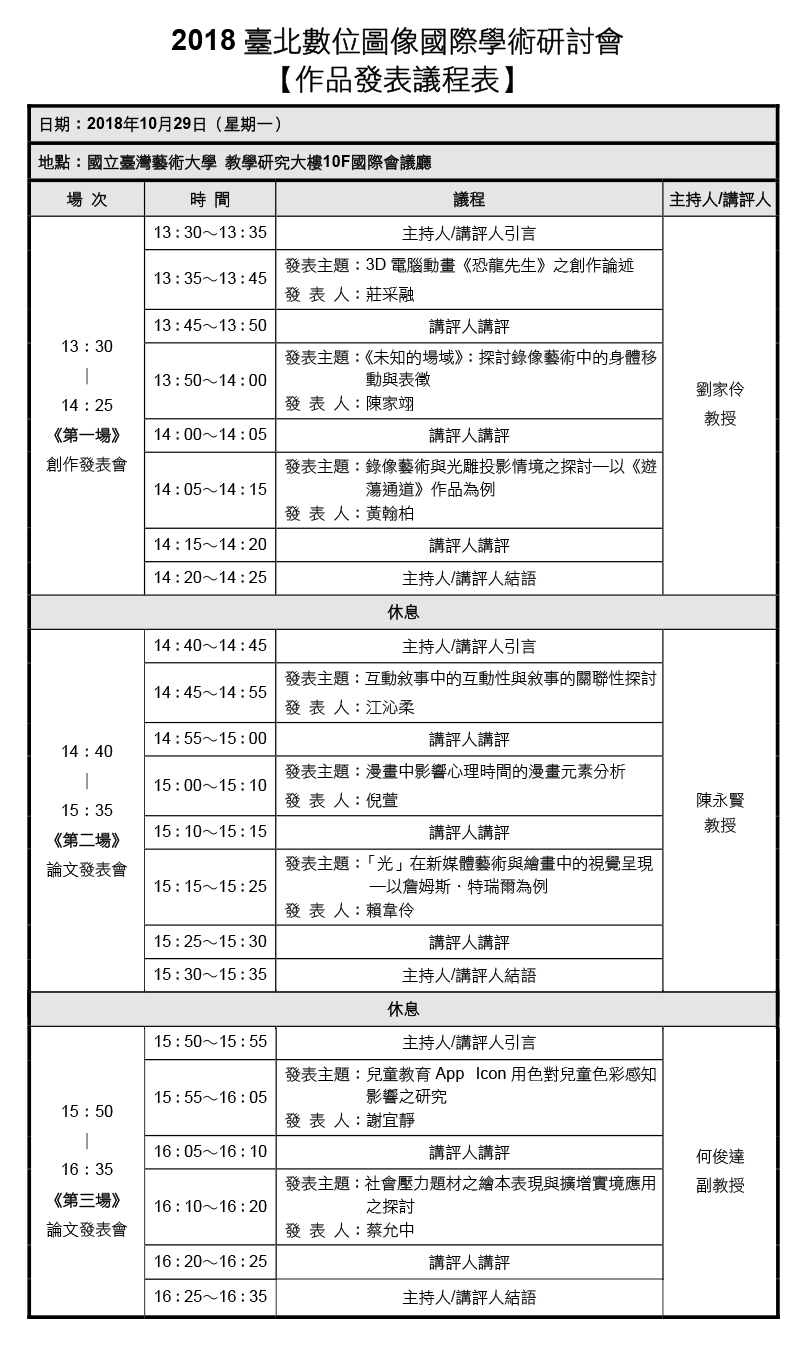 2018 臺北數位圖像國際學術研討會
【作品發表議程表】
日期：2018年10月29日（星期一）
地點：國立臺灣藝術大學 教學研究大樓10F國際會議廳
場 次 時 間 議程 主持人/講評人
13：30
｜
14：25
《第一場》
創作發表會
13：30～13：35 主持人/講評人引言
13：35～13：45 發表主題：3D 電腦動畫《恐龍先生》之創作論述
發 表 人：莊采融
13：45～13：50 講評人講評
13：50～14：00 發表主題：《未知的場域》：探討錄像藝術中的身體移
動與表徵
發 表 人：陳家翊
14：00～14：05 講評人講評
14：05～14：15 發表主題：錄像藝術與光雕投影情境之探討—以《遊
蕩通道》作品為例
發 表 人：黃翰柏
14：15～14：20 講評人講評
14：20～14：25 主持人/講評人結語
劉家伶
教授
休息
14：40
｜
15：35
《第二場》
論文發表會
14：40～14：45 主持人/講評人引言
14：45～14：55 發表主題：互動敘事中的互動性與敘事的關聯性探討
發 表 人：江沁柔
14：55～15：00 講評人講評
15：00～15：10 發表主題：漫畫中影響心理時間的漫畫元素分析
發 表 人：倪萱
15：10～15：15 講評人講評
15：15～15：25 發表主題：「光」在新媒體藝術與繪畫中的視覺呈現
—以詹姆斯．特瑞爾為例
發 表 人：賴韋伶
15：25～15：30 講評人講評
15：30～15：35 主持人/講評人結語
陳永賢
教授
休息
15：50
｜
16：35
《第三場》
論文發表會
15：50～15：55 主持人/講評人引言
15：55～16：05 發表主題：兒童教育 App Icon 用色對兒童色彩感知
影響之研究
發 表 人：謝宜靜
16：05～16：10 講評人講評
16：10～16：20 發表主題：社會壓力題材之繪本表現與擴增實境應用
之探討
發 表 人：蔡允中
16：20～16：25 講評人講評
16：25～16：35 主持人/講評人結語
何俊達
副教授